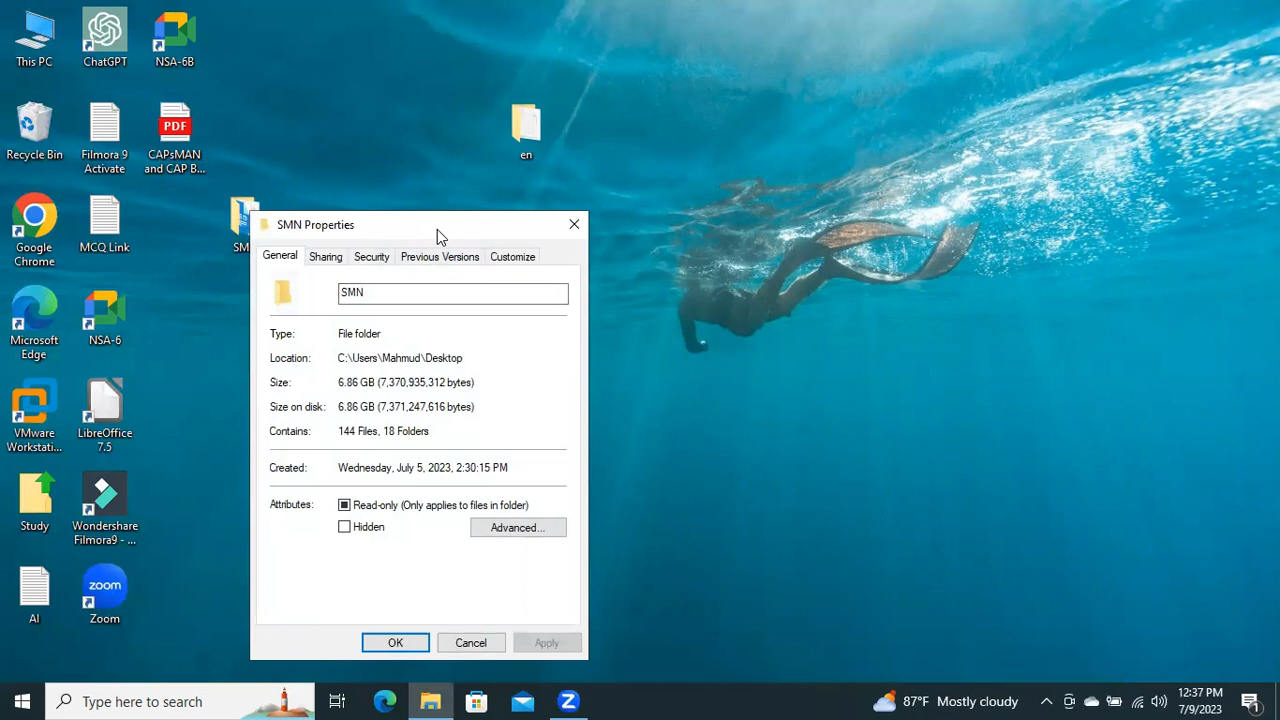 This PC
ChatGPT
NSA-6B
Recycle Bin
Filmora 9
Activate
PDF
CAPsMAN
and CAP B...
en
Google
Chrome
MCQ Link
SM
Microsoft
Edge
NSA-6
VMware
Workstati...
LibreOffice
7.5
Study
Wondershare
Filmora9 - ...
AI
zoom
Zoom
SMN Properties
General Sharing Security Previous Versions Customize
SMN
Type: File folder
Location: C:\Users\Mahmud\Desktop
Size: 6.86 GB (7,370,935,312 bytes)
Size on disk: 6.86 GB (7,371,247,616 bytes)
Contains: 144 Files, 18 Folders
Created: Wednesday, July 5, 2023, 2:30:15 PM
Attributes: Read-only (Only applies to files in folder)
Hidden Advanced...
OK Cancel Apply
Type here to search
87°F Mostly cloudy
12:37 PM
7/9/2023
1